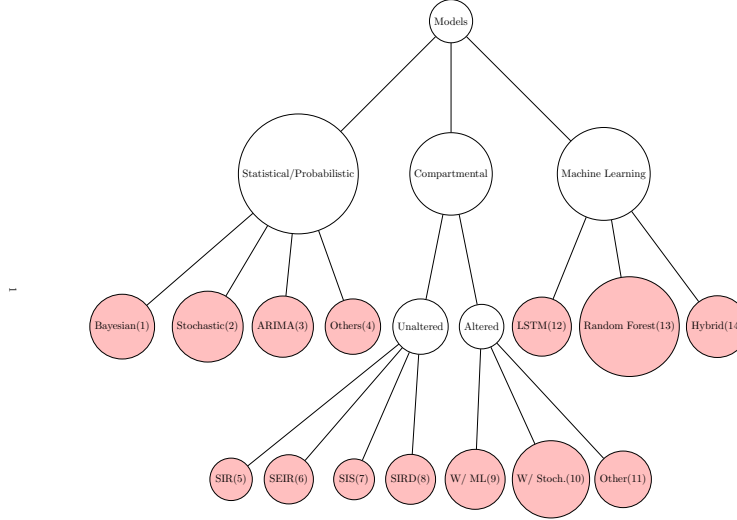 Models
Statistical/Probabilistic
Compartmental
Machine Learning
1
Bayesian(1)
Stochastic(2)
ARIMA(3)
Others(4)
Unaltered
Altered
LSTM(12)
Random Forest(13)
Hybrid(14
SIR(5)
SEIR(6)
SIS(7)
SIRD(8)
W/ ML(9)
W/ Stoch.(10)
Other(11)